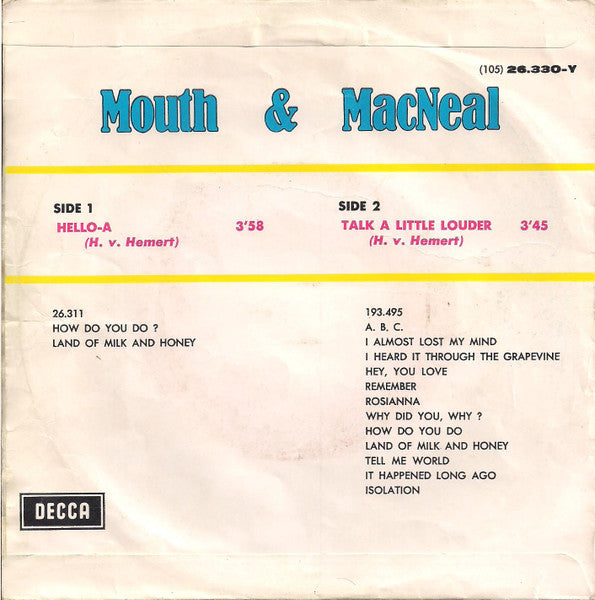 (105) 26.330-Y
Mouth & MacNeal
SIDE 1
HELLO-A 3'58
(H. v. Hemert)
SIDE 2
TALK A LITTLE LOUDER 3'45
(H. v. Hemert)
26.311
HOW DO YOU DO ?
LAND OF MILK AND HONEY
193.495
A. B. C.
I ALMOST LOST MY MIND
I HEARD IT THROUGH THE GRAPEVINE
HEY, YOU LOVE
REMEMBER
ROSIANNA
WHY DID YOU, WHY ?
HOW DO YOU DO
LAND OF MILK AND HONEY
TELL ME WORLD
IT HAPPENED LONG AGO
ISOLATION
DECCA